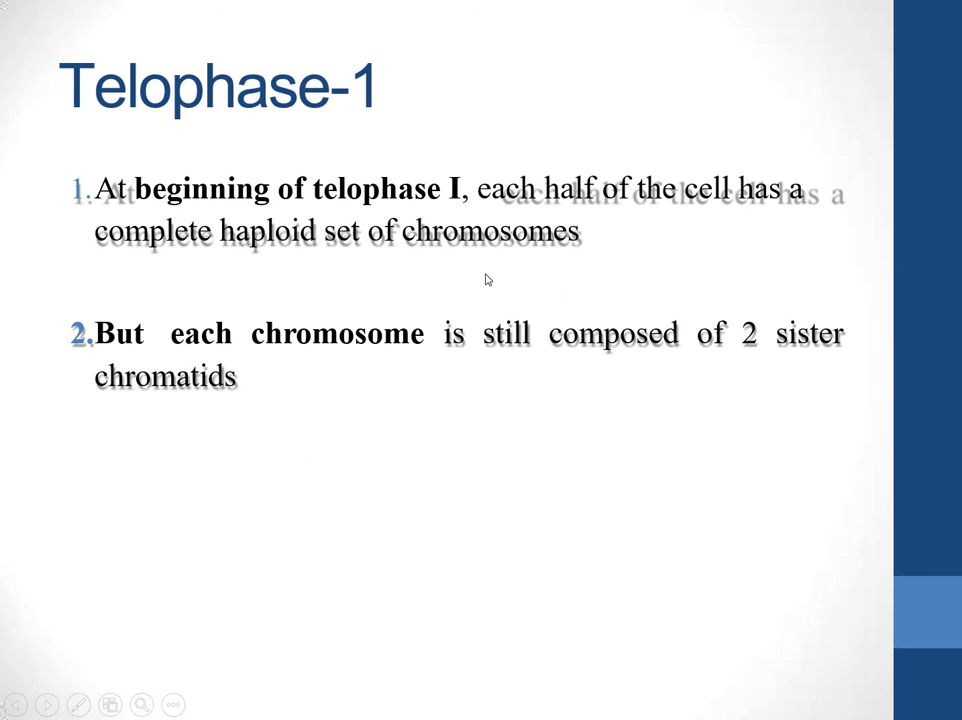 Telophase-1
1. At beginning of telophase I, each half of the cell has a
complete haploid set of chromosomes
2. But each chromosome is still composed of 2 sister
chromatids